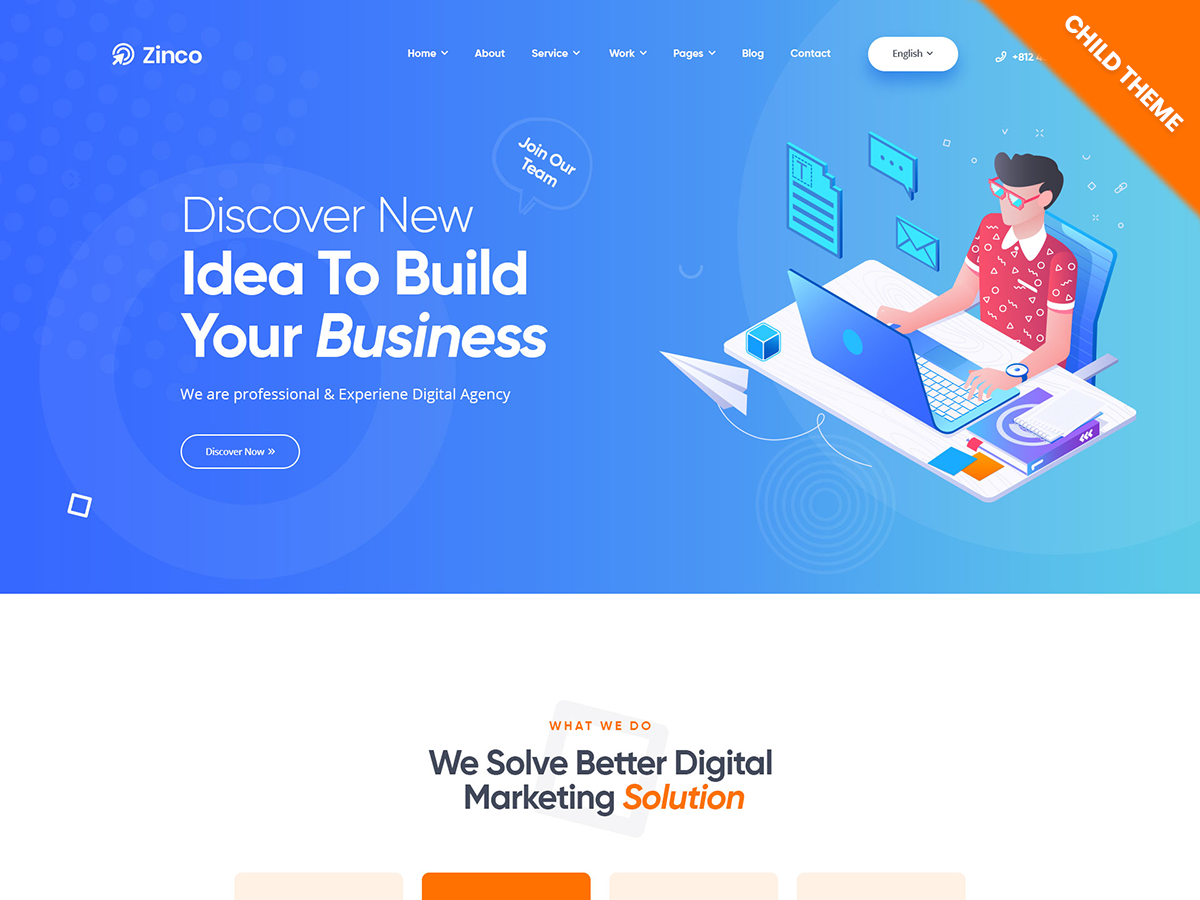 Zinco
Home
About
Service
Work
Pages
Blog
Contact
English
+812 4
CHILD THEME
Join Our
Team
Discover New
Idea To Build
Your Business
We are professional & Experiene Digital Agency
Discover Now »
T
WHAT WE DO
We Solve Better Digital
Marketing Solution